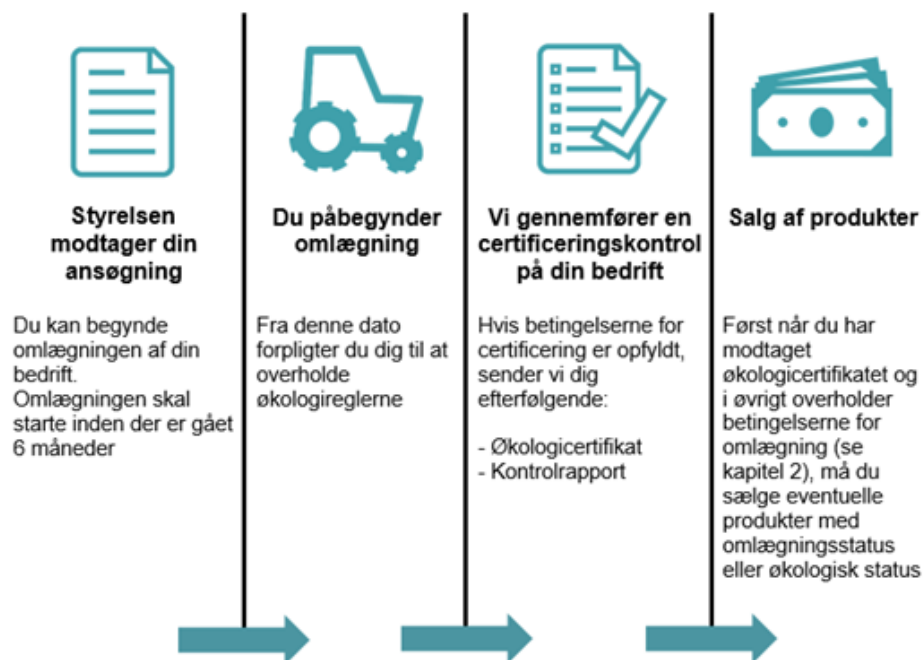 Styrelsen
modtager din
ansøgning
Du kan begynde
omlægningen af din
bedrift.
Omlægningen skal
starte inden der er gået
6 måneder
Du påbegynder
omlægning
Fra denne dato
forpligter du dig til at
overholde
økologireglerne
Vi gennemfører en
certificeringskontrol
på din bedrift
Hvis betingelserne for
certificering er opfyldt,
sender vi dig
efterfølgende:
- Økologicertifikat
- Kontrolrapport
Salg af produkter
Først når du har
modtaget
økologicertifikatet og
i øvrigt overholder
betingelserne for
omlægning (se
kapitel 2), må du
sælge eventuelle
produkter med
omlægningsstatus
eller økologisk status